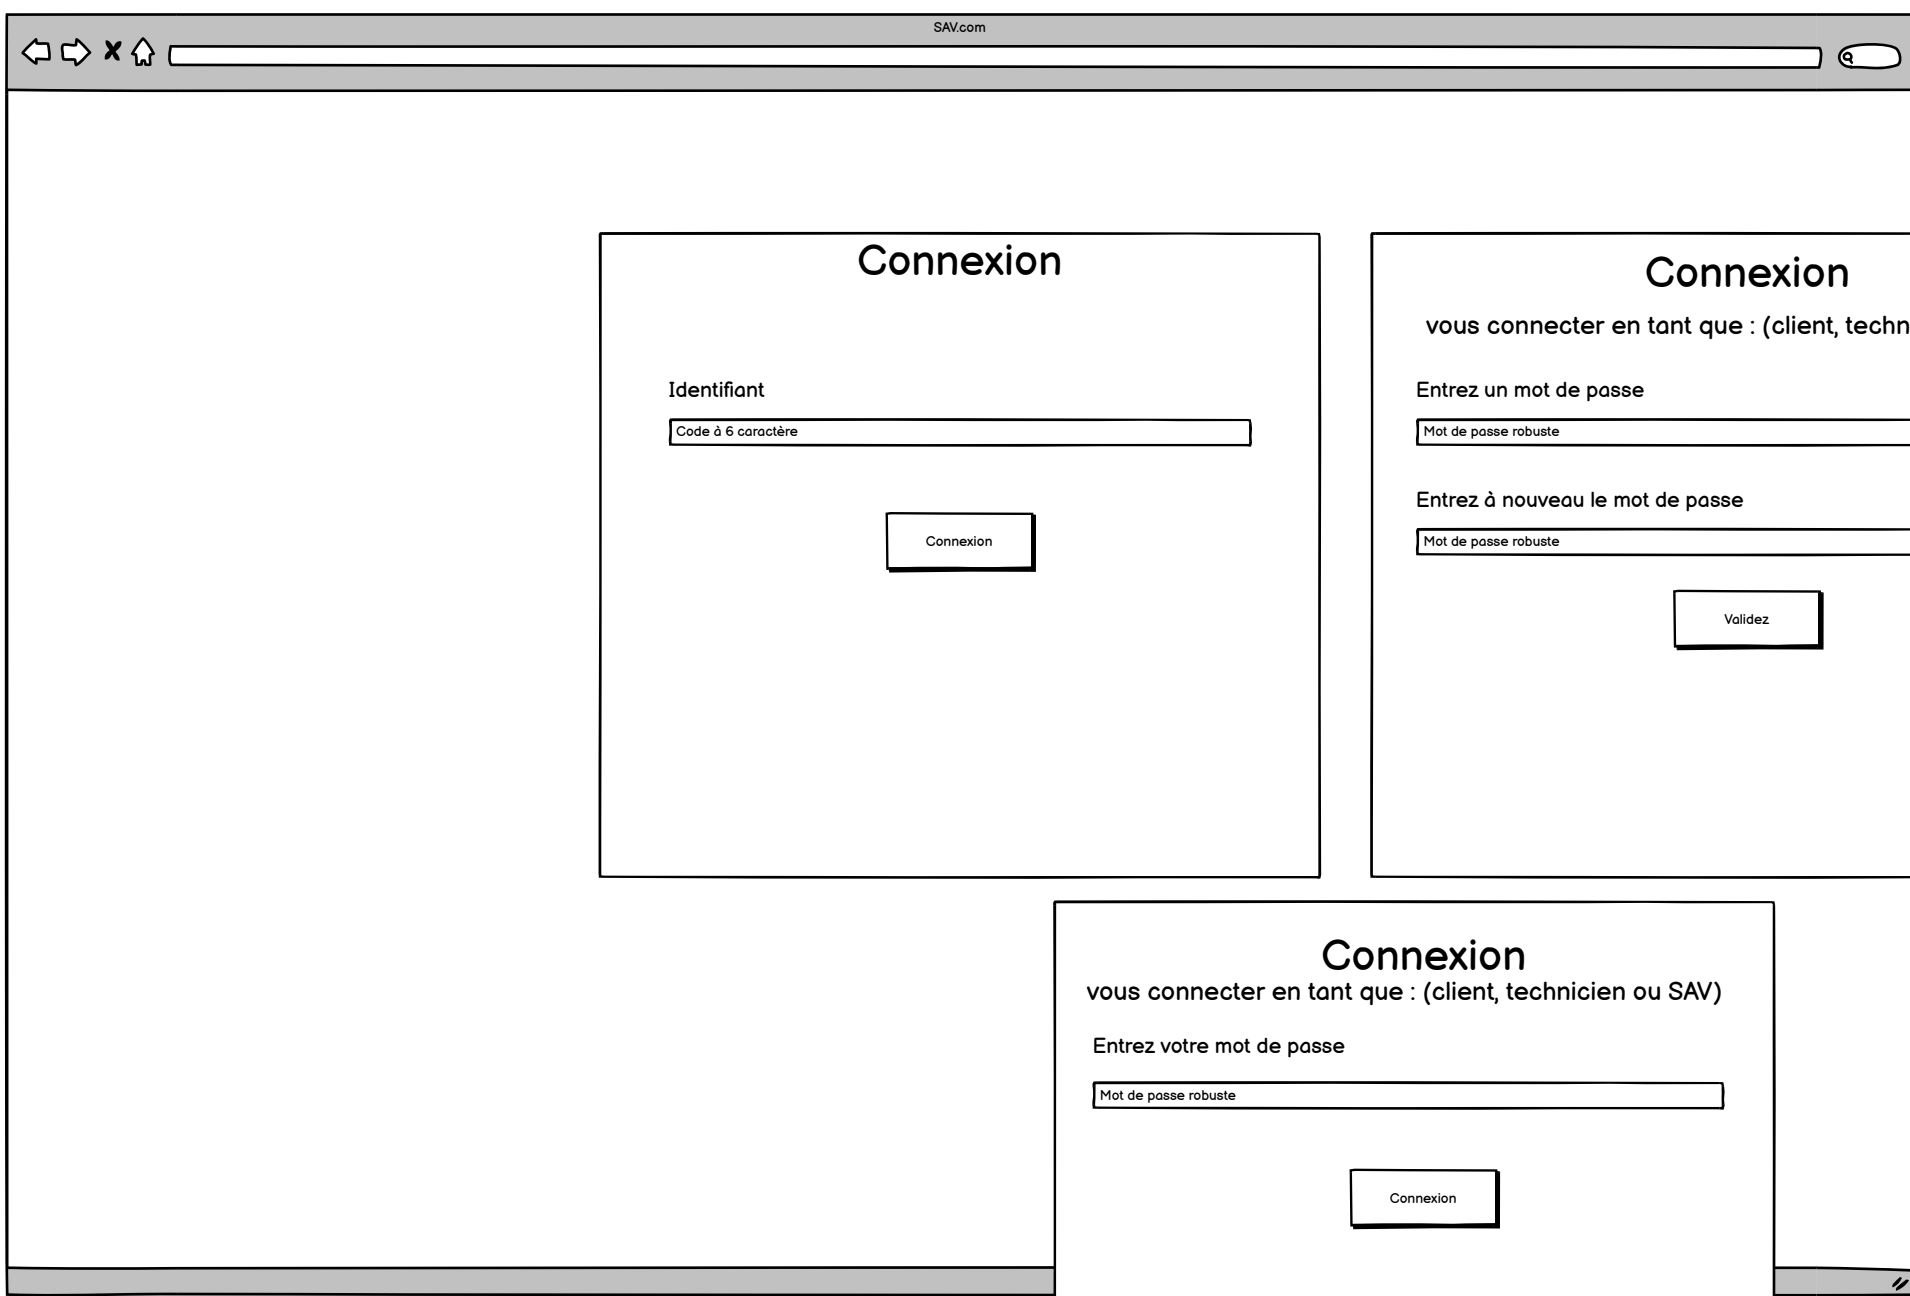 SAV.com
Connexion
Identifiant
Code à 6 caractère
Connexion
Connexion
vous connecter en tant que : (client, techn
Entrez un mot de passe
Mot de passe robuste
Entrez à nouveau le mot de passe
Mot de passe robuste
Validez
Connexion
vous connecter en tant que : (client, technicien ou SAV)
Entrez votre mot de passe
Mot de passe robuste
Connexion